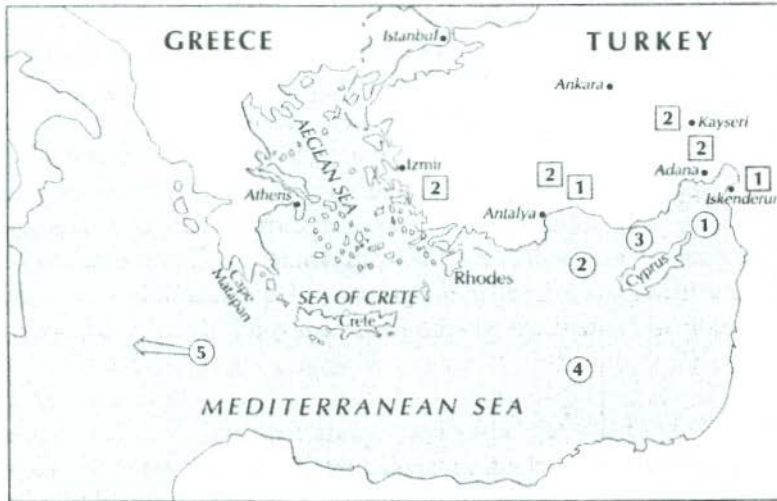 GREECE
Istanbul
TURKEY
Ankara
2
Kayseri
AEGEAN SEA
2
Izmir
2
Adana
2
1
1
Iskenderun
Athens
Antalya
1
3
2
Rhodes
Cyprus
Cape
Matapan
SEA OF CRETE
Crete
5
4
MEDITERRANEAN SEA